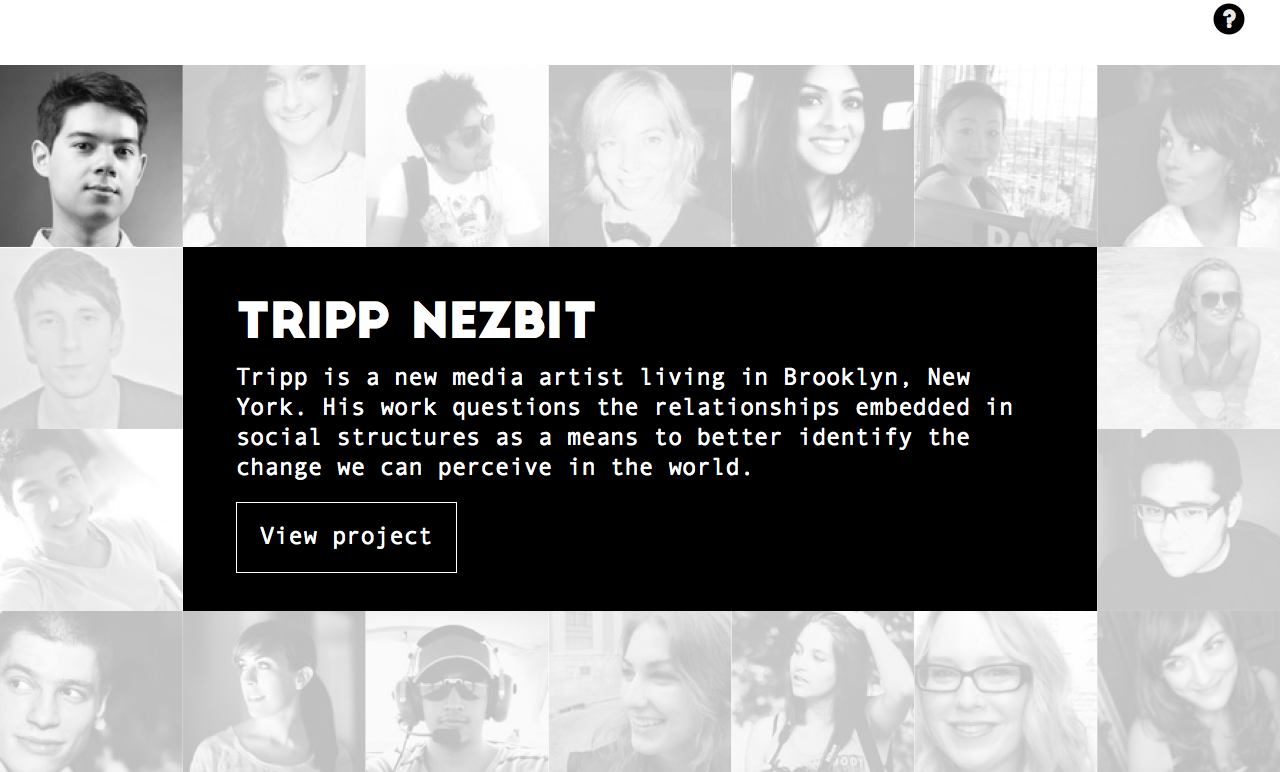 ?
TRIPP NEZBIT
Tripp is a new media artist living in Brooklyn, New
York. His work questions the relationships embedded in
social structures as a means to better identify the
change we can perceive in the world.
View project